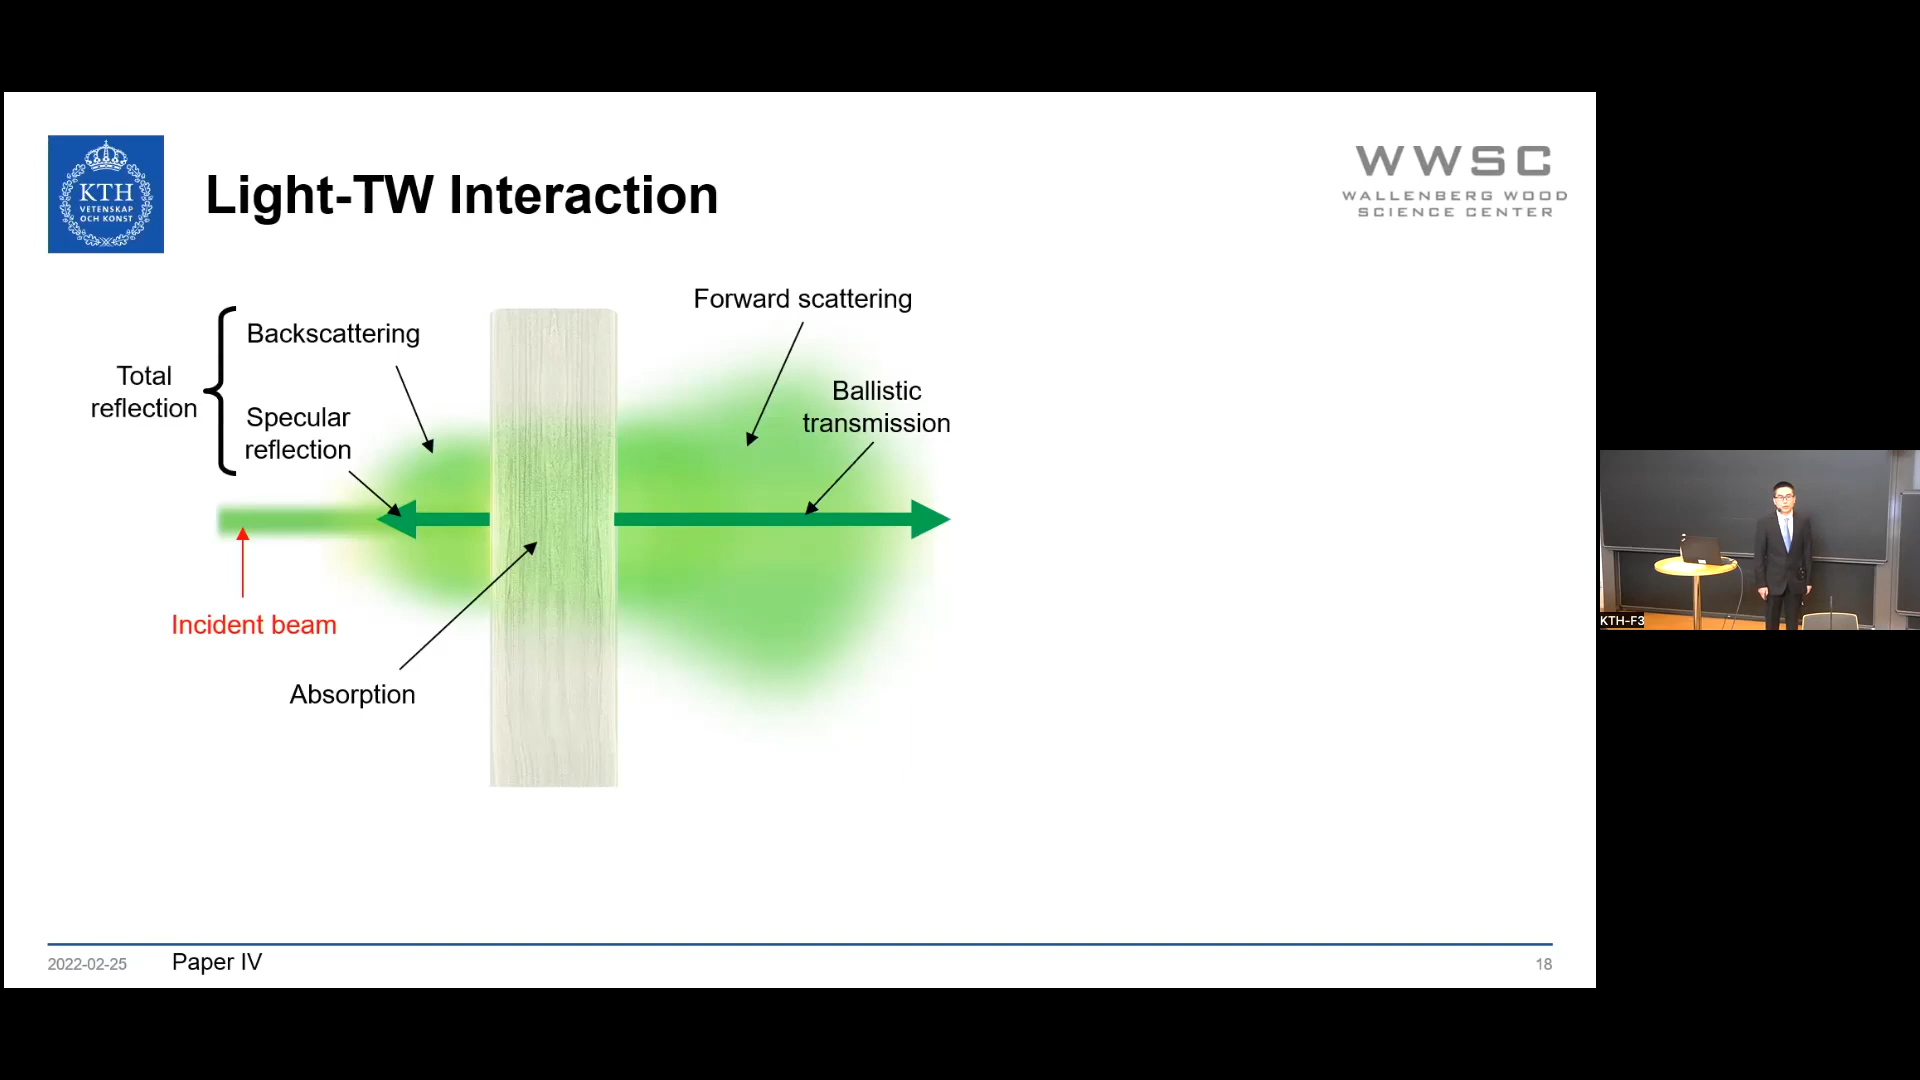 KTH
VETENSKAP
OCH KONST
Light-TW Interaction
WWSC
WALLENBERG WOOD
SCIENCE CENTER
Forward scattering
Backscattering
Total
reflection
Ballistic
transmission
Specular
reflection
Incident beam
Absorption
KTH-F3
2022-02-25
Paper IV
18